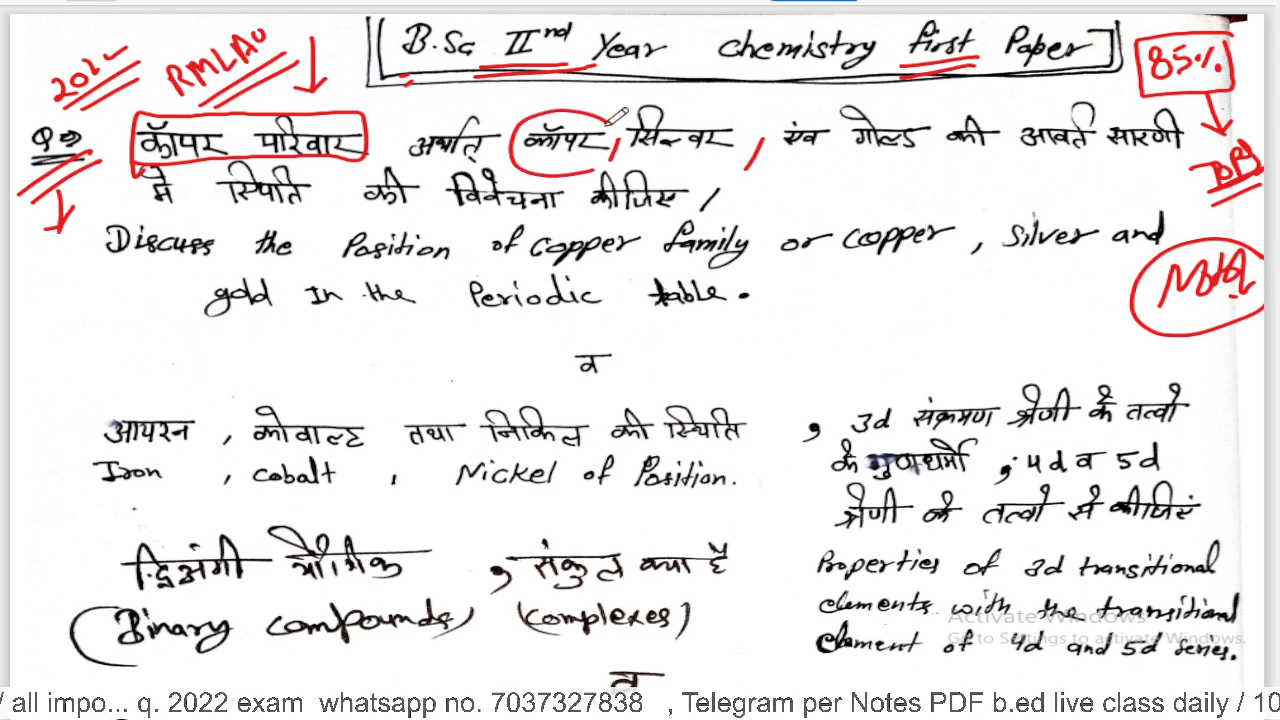 B.Sc IInd Year Chemistry first Paper
85%
2022 RMLAU
Q⇒ कॉपर परिवार अर्थात् कॉपर, सिल्वर, एंव गोल्ड की आवर्त सारणी
मे स्थिति की विवेचना कीजिए /
Discuss the Position of copper family or copper, silver and
gold In the Periodic table.
व
आयरन, कोवाल्ट तथा निकिल की स्थिति
Iron, cobalt, Nickel of Position.
, 3d संक्रमण श्रेणी के तत्वो
के गुणधर्मो, 4d व 5d
श्रेणी के तत्वो से कीजिएं
Properties of 3d transitional
elements with the transitional
element of 4d and 5d series.
द्विअंगी यौगिक, संकुल क्या है
(Binary compounds) (complexes)
व
Activate Windows
Go to Settings to activate Windows.
/ all impo... q. 2022 exam whatsapp no. 7037327838 , Telegram per Notes PDF b.ed live class daily / 10